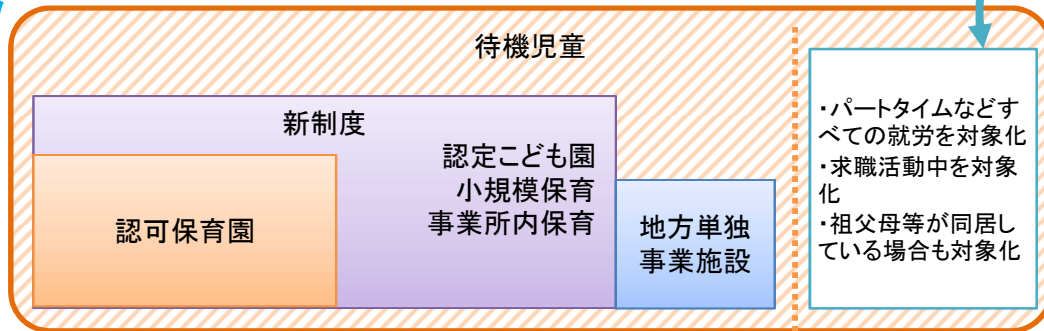 待機児童
新制度
認定こども園
小規模保育
事業所内保育
認可保育園
地方単独
事業施設
・パートタイムなどす
べての就労を対象化
・求職活動中を対象
化
・祖父母等が同居し
ている場合も対象化